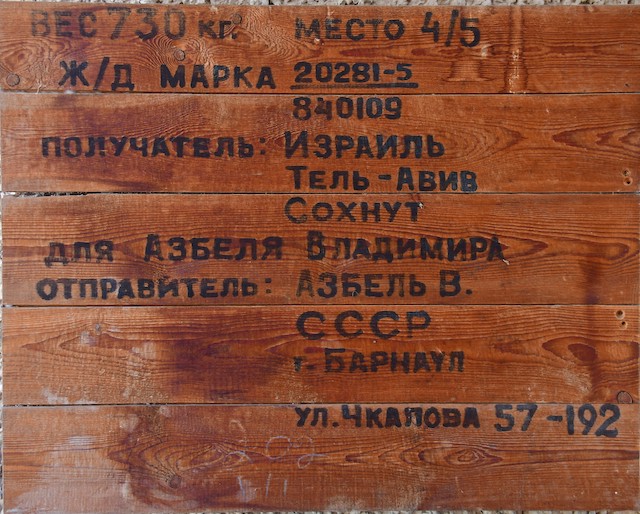 ВЕС 730 КГ. МЕСТО 4/5
Ж/Д МАРКА 20281-5
840109
ПОЛУЧАТЕЛЬ: ИЗРАИЛЬ
ТЕЛЬ-АВИВ
СОХНУТ
ДЛЯ АЗБЕЛЯ ВЛАДИМИРА
ОТПРАВИТЕЛЬ: АЗБЕЛЬ В.
СССР
г. БАРНАУЛ
УЛ. ЧКАЛОВА 57-192